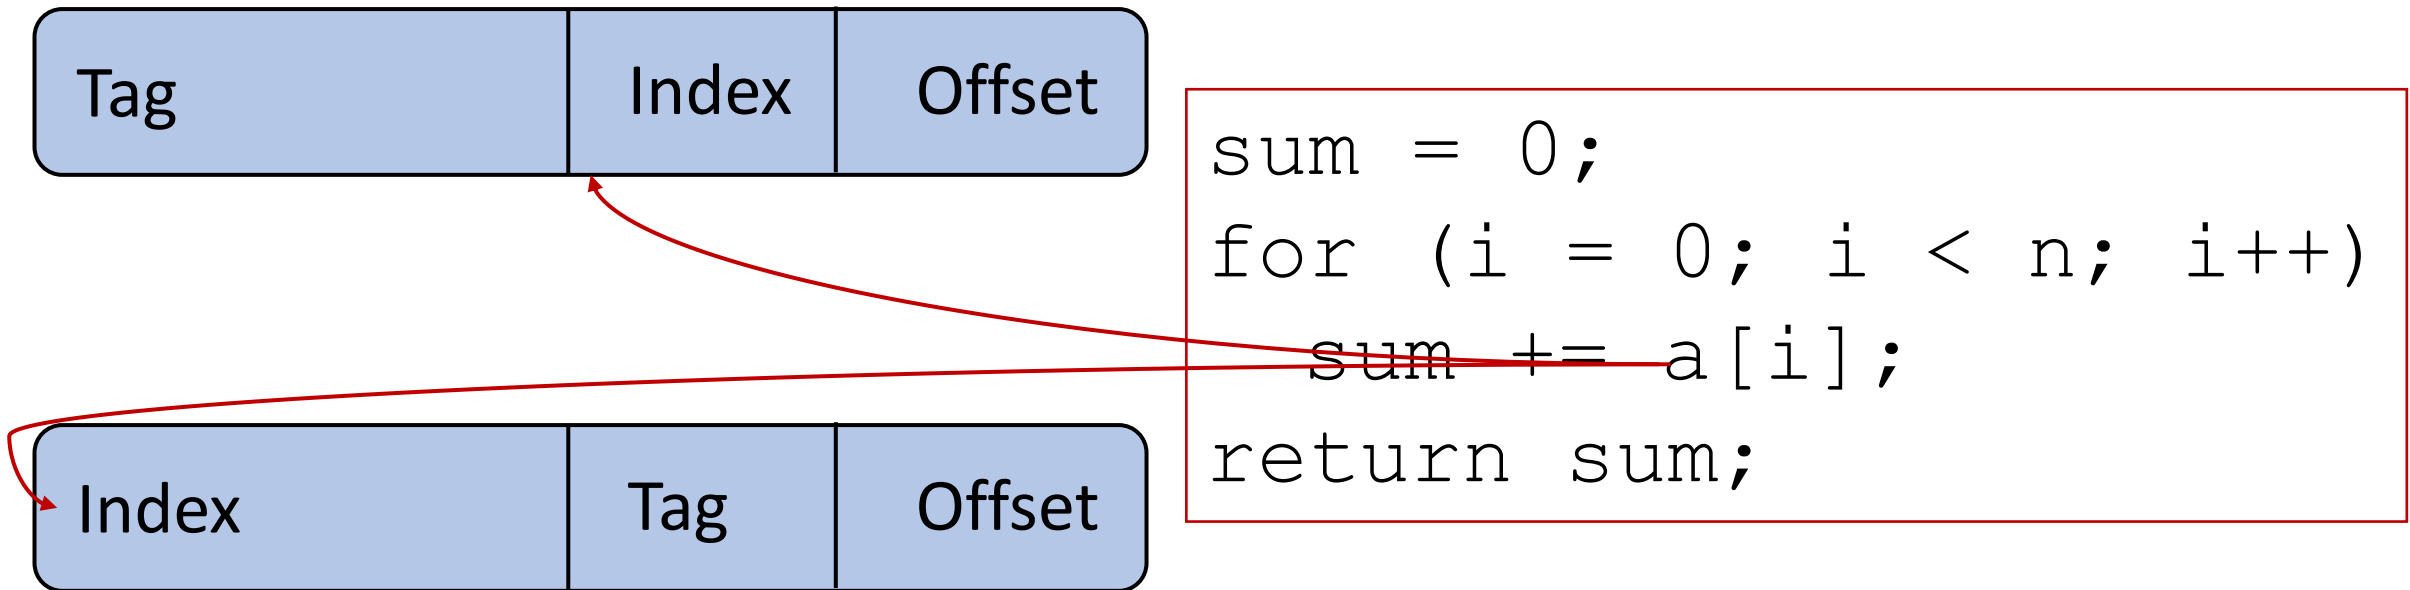 Tag Index Offset
sum = 0;
for (i = 0; i < n; i++)
  sum += a[i];
return sum;
Index Tag Offset